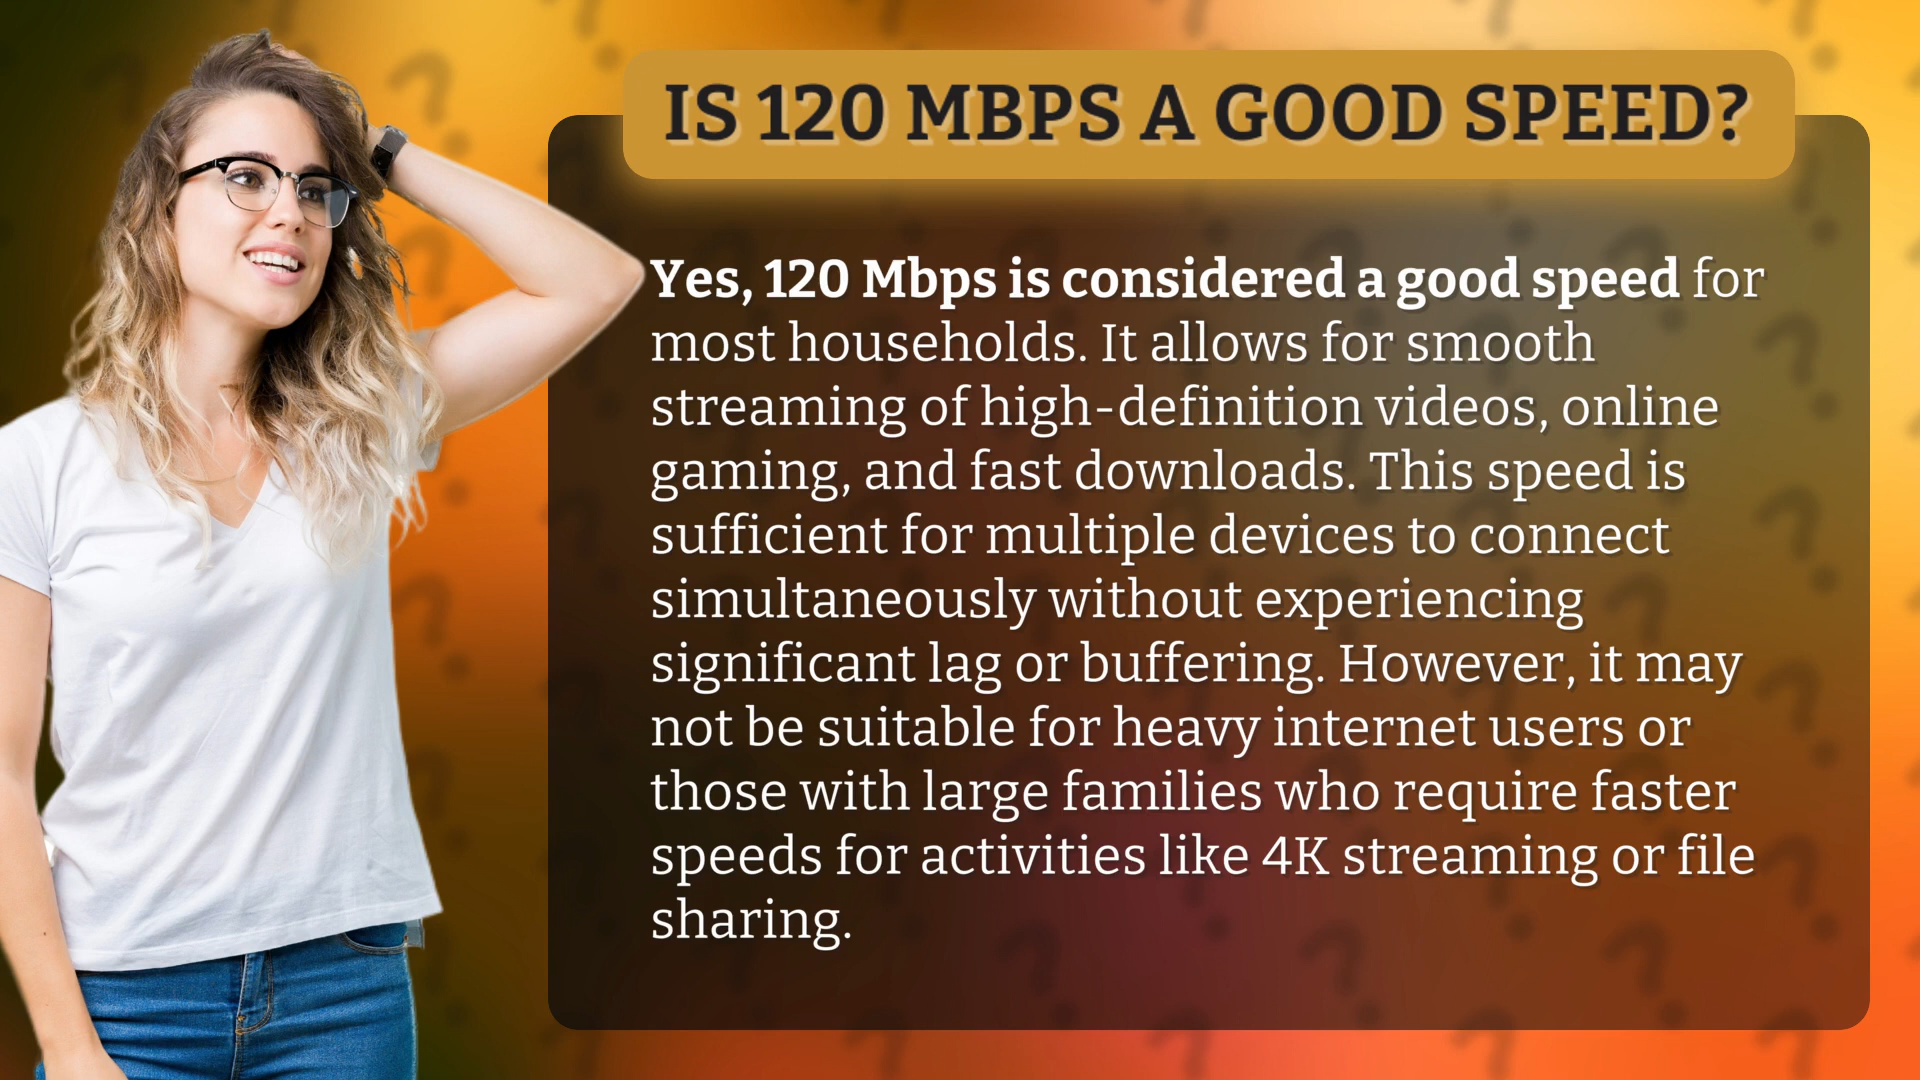 IS 120 MBPS A GOOD SPEED?
Yes, 120 Mbps is considered a good speed for
most households. It allows for smooth
streaming of high-definition videos, online
gaming, and fast downloads. This speed is
sufficient for multiple devices to connect
simultaneously without experiencing
significant lag or buffering. However, it may
not be suitable for heavy internet users or
those with large families who require faster
speeds for activities like 4K streaming or file
sharing.